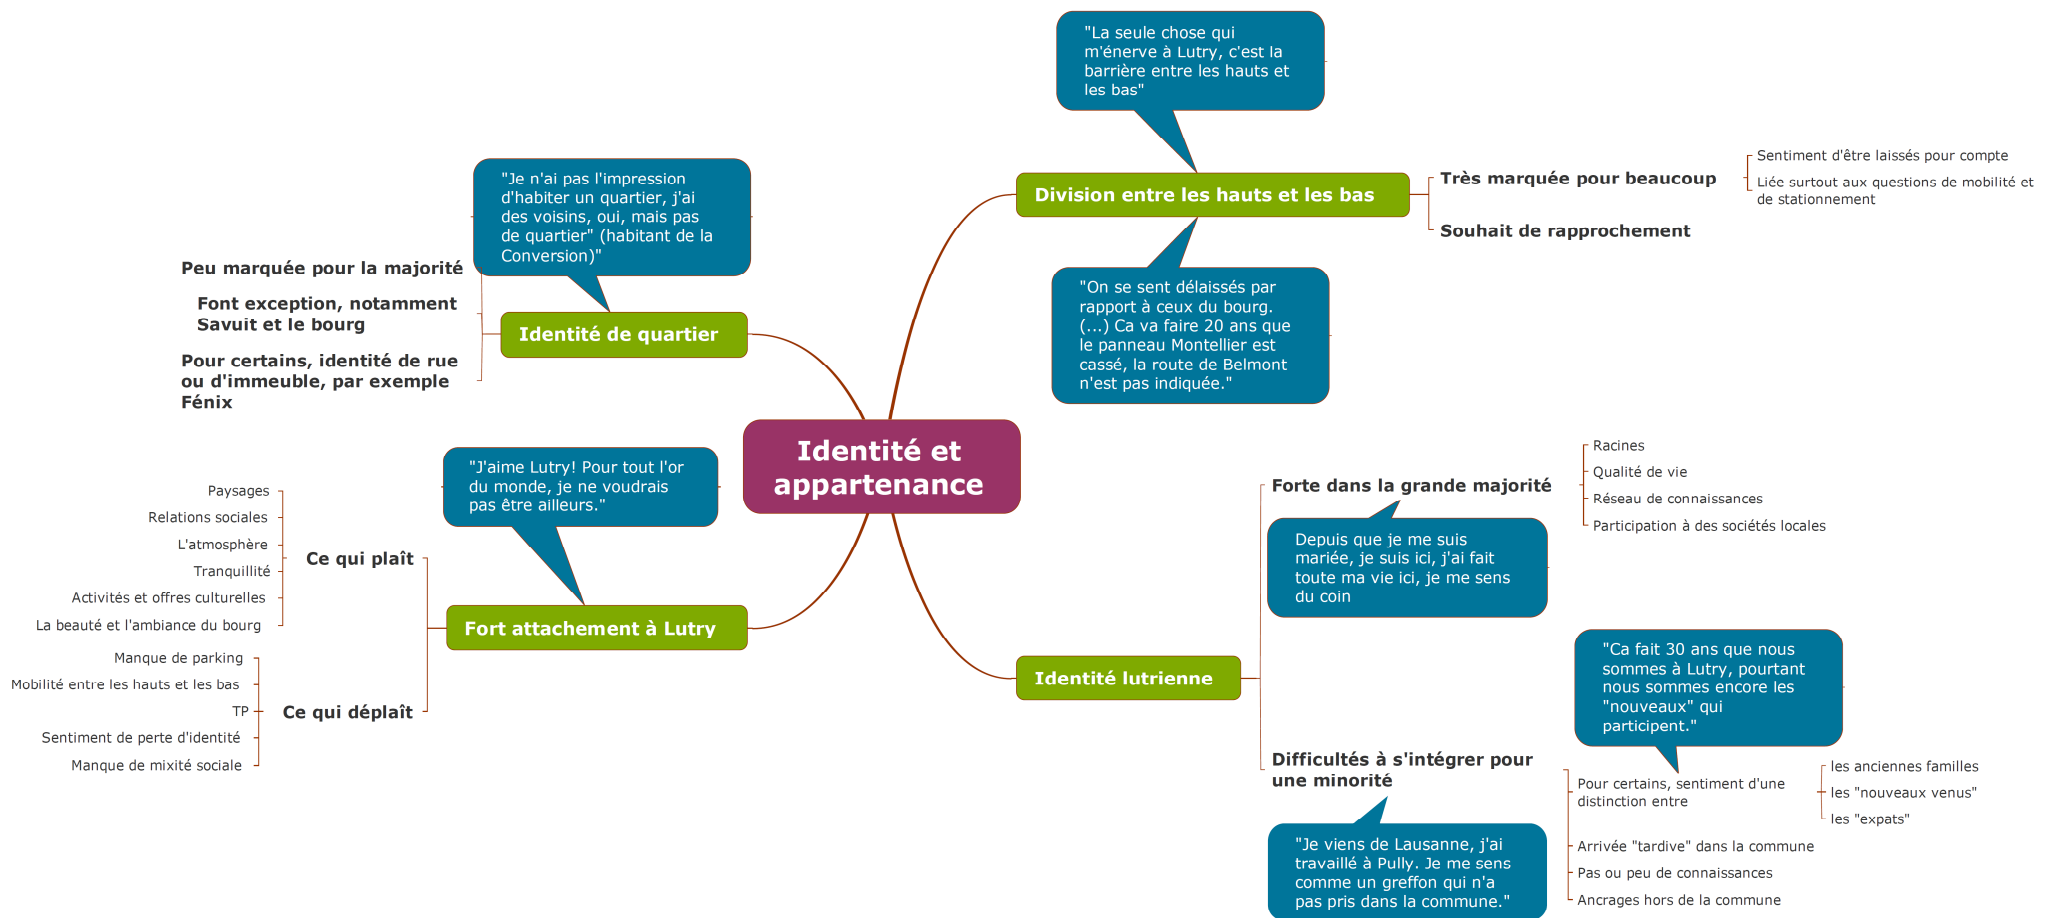 Identité et
appartenance
"La seule chose qui
m'énerve à Lutry, c'est la
barrière entre les hauts et
les bas"
Division entre les hauts et les bas
Très marquée pour beaucoup
Sentiment d'être laissés pour compte
Liée surtout aux questions de mobilité et
de stationnement
Souhait de rapprochement
"On se sent délaissés par
rapport à ceux du bourg.
(...) Ca va faire 20 ans que
le panneau Montellier est
cassé, la route de Belmont
n'est pas indiquée."
"Je n'ai pas l'impression
d'habiter un quartier, j'ai
des voisins, oui, mais pas
de quartier" (habitant de la
Conversion)"
Identité de quartier
Peu marquée pour la majorité
Font exception, notamment
Savuit et le bourg
Pour certains, identité de rue
ou d'immeuble, par exemple
Fénix
"J'aime Lutry! Pour tout l'or
du monde, je ne voudrais
pas être ailleurs."
Fort attachement à Lutry
Ce qui plaît
Paysages
Relations sociales
L'atmosphère
Tranquillité
Activités et offres culturelles
La beauté et l'ambiance du bourg
Ce qui déplaît
Manque de parking
Mobilité entre les hauts et les bas
TP
Sentiment de perte d'identité
Manque de mixité sociale
Identité lutrienne
Forte dans la grande majorité
Racines
Qualité de vie
Réseau de connaissances
Participation à des sociétés locales
Depuis que je me suis
mariée, je suis ici, j'ai fait
toute ma vie ici, je me sens
du coin
Difficultés à s'intégrer pour
une minorité
"Ca fait 30 ans que nous
sommes à Lutry, pourtant
nous sommes encore les
"nouveaux" qui
participent."
Pour certains, sentiment d'une
distinction entre
les anciennes familles
les "nouveaux venus"
les "expats"
Arrivée "tardive" dans la commune
Pas ou peu de connaissances
Ancrages hors de la commune
"Je viens de Lausanne, j'ai
travaillé à Pully. Je me sens
comme un greffon qui n'a
pas pris dans la commune."